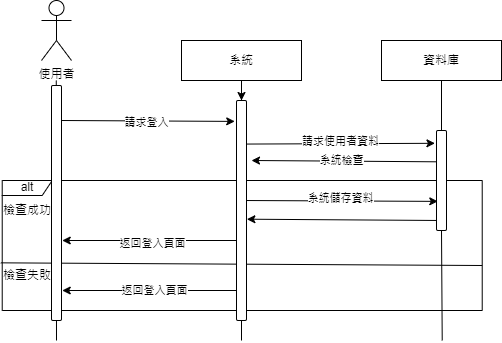 使用者
系統
資料庫
請求登入
請求使用者資料
系統檢查
alt
系統儲存資料
檢查成功
返回登入頁面
檢查失敗
返回登入頁面